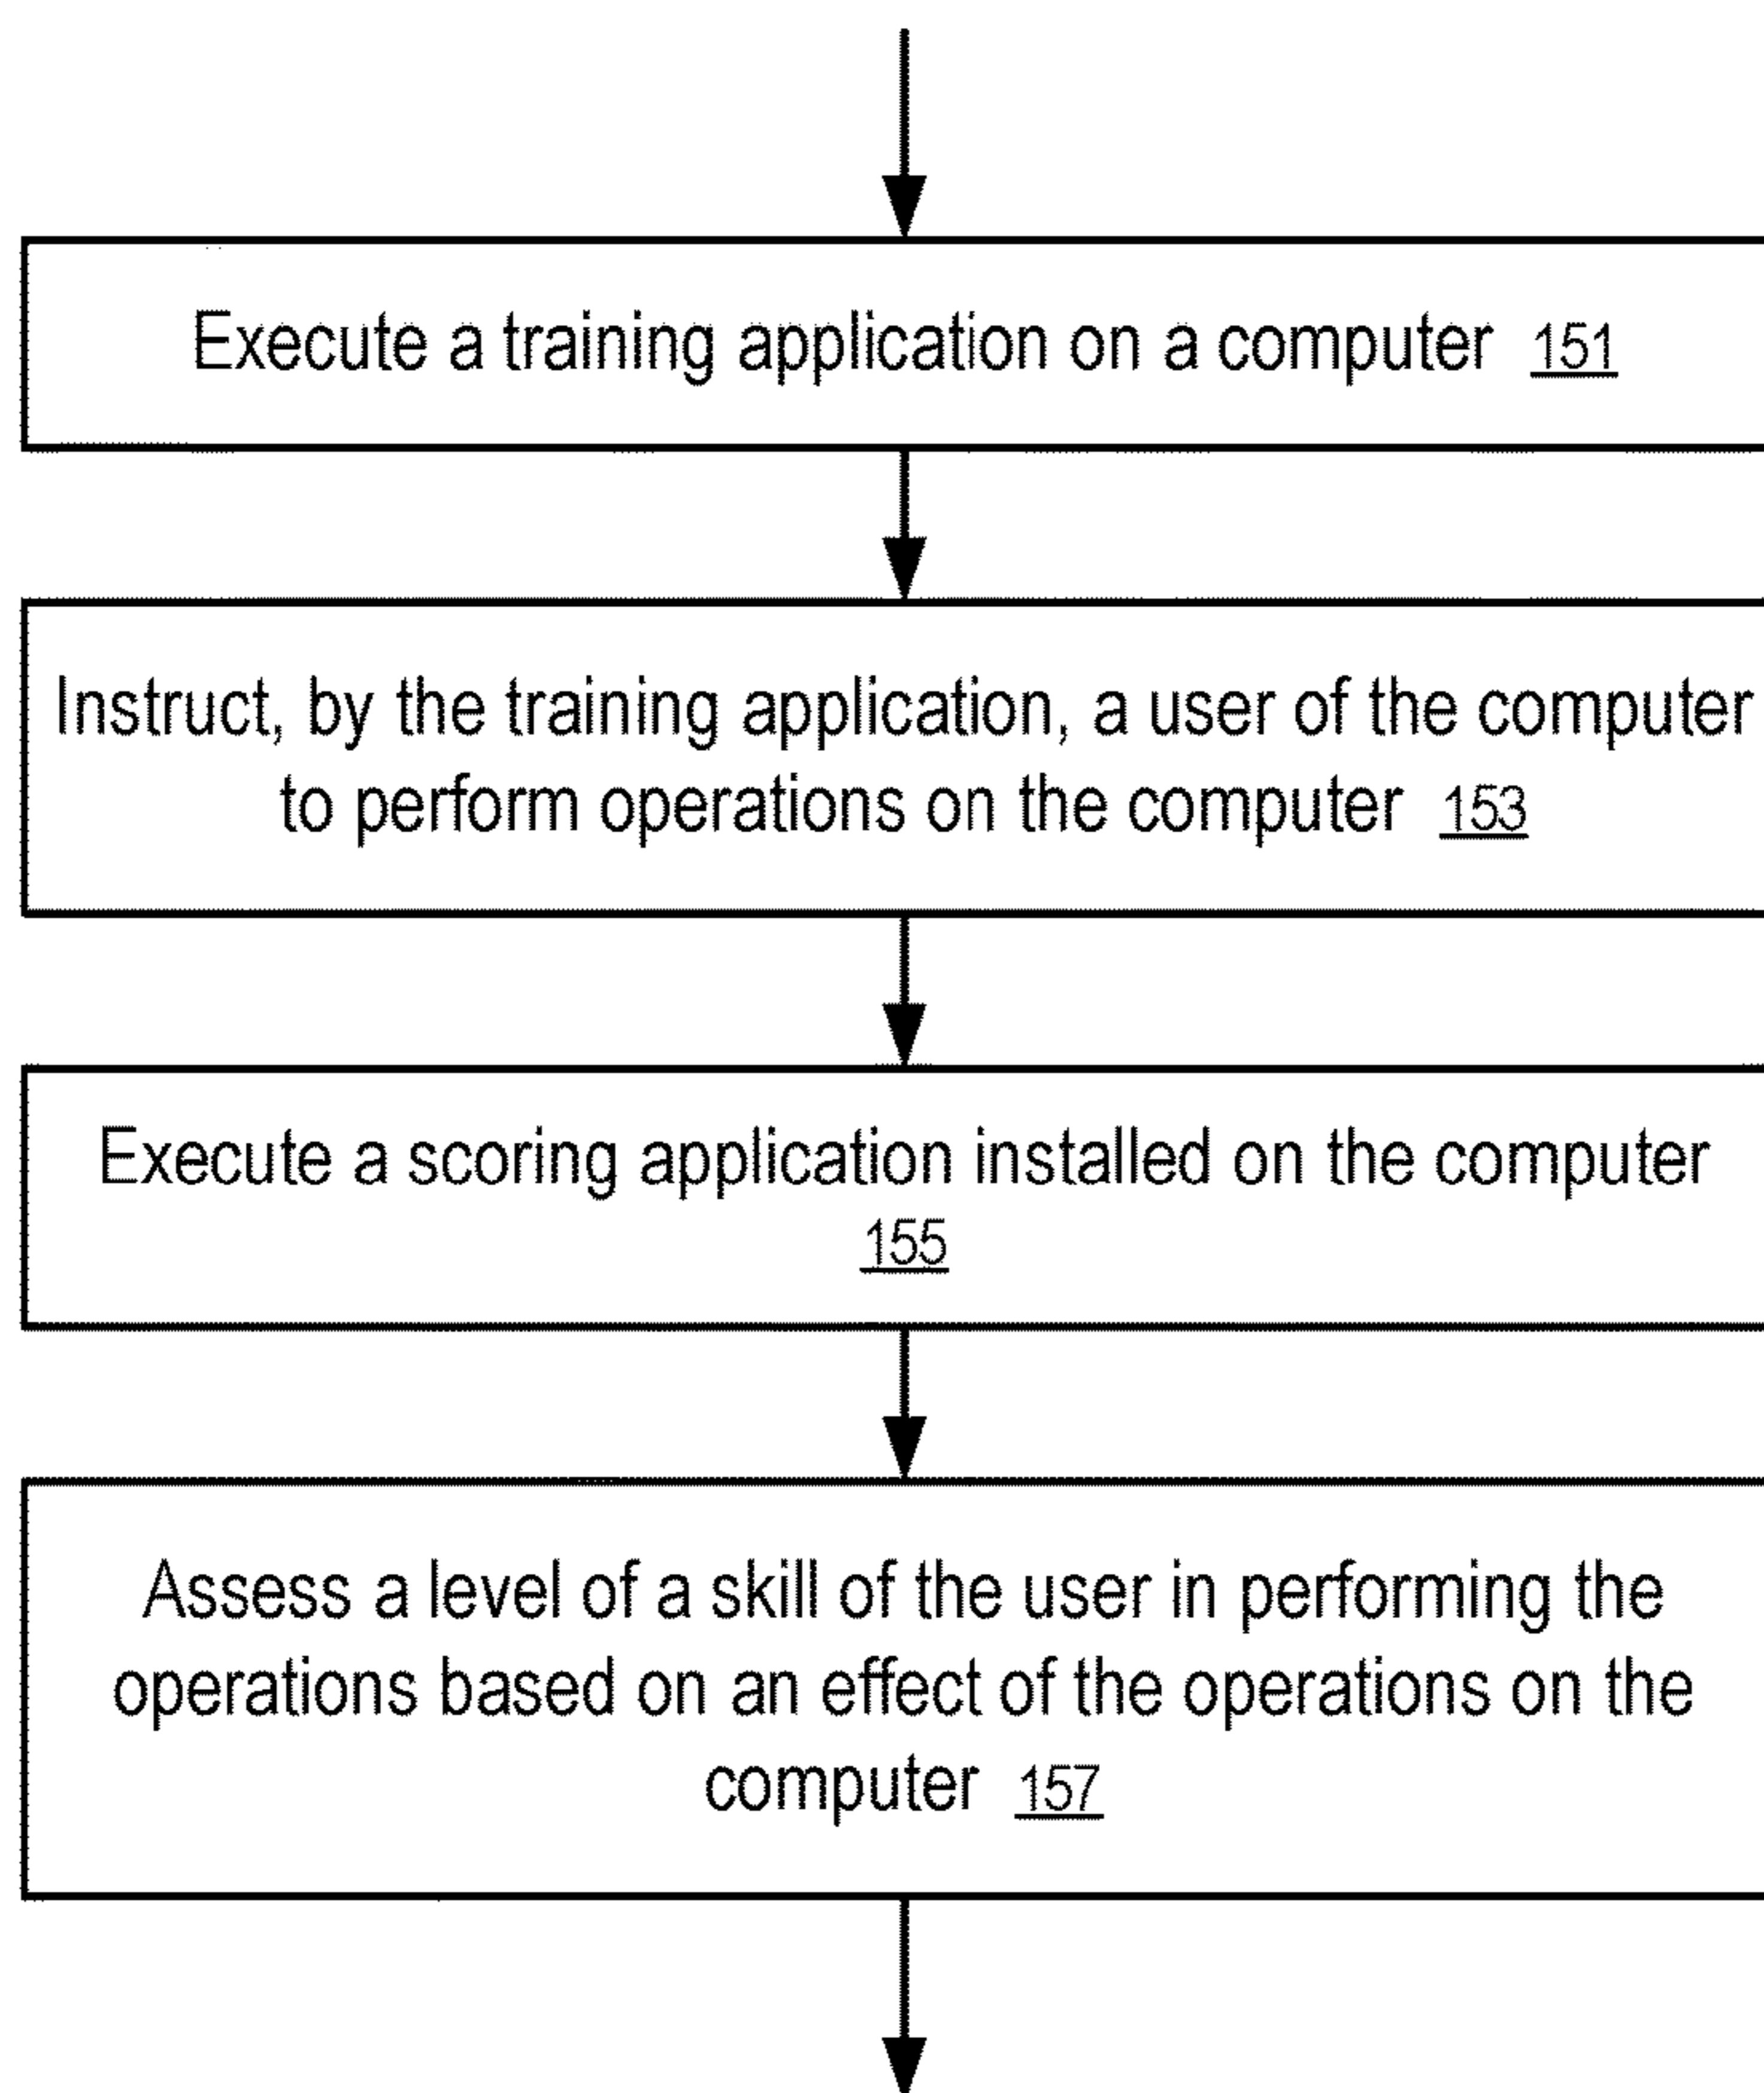 Execute a training application on a computer 151
Instruct, by the training application, a user of the computer
to perform operations on the computer 153
Execute a scoring application installed on the computer
155
Assess a level of a skill of the user in performing the
operations based on an effect of the operations on the
computer 157